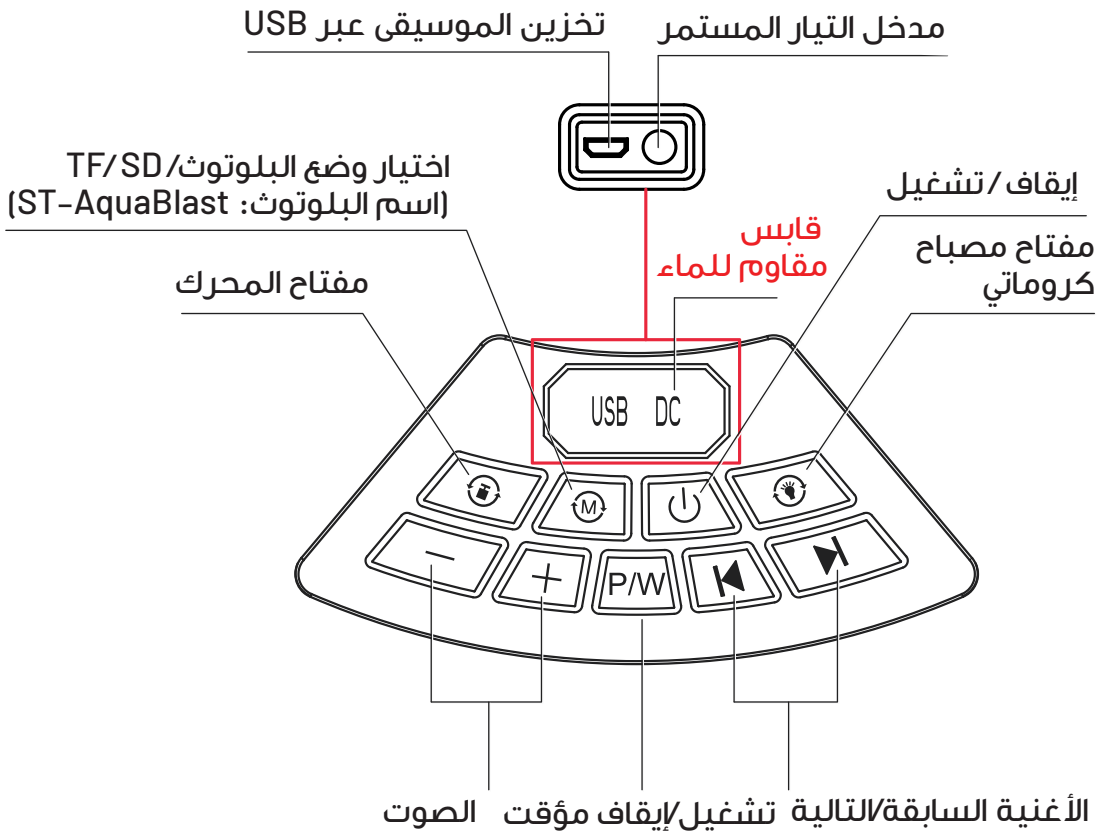 تخزين الموسيقى عبر USB
مدخل التيار المستمر
اختيار وضع البلوتوث/TF/SD
(اسم البلوتوث: ST-AquaBlast)
إيقاف/تشغيل
قابس
مقاوم للماء
مفتاح مصباح
كروماتي
مفتاح المحرك
USB DC
M
P/W
الأغنية السابقة/التالية
تشغيل/إيقاف مؤقت
الصوت